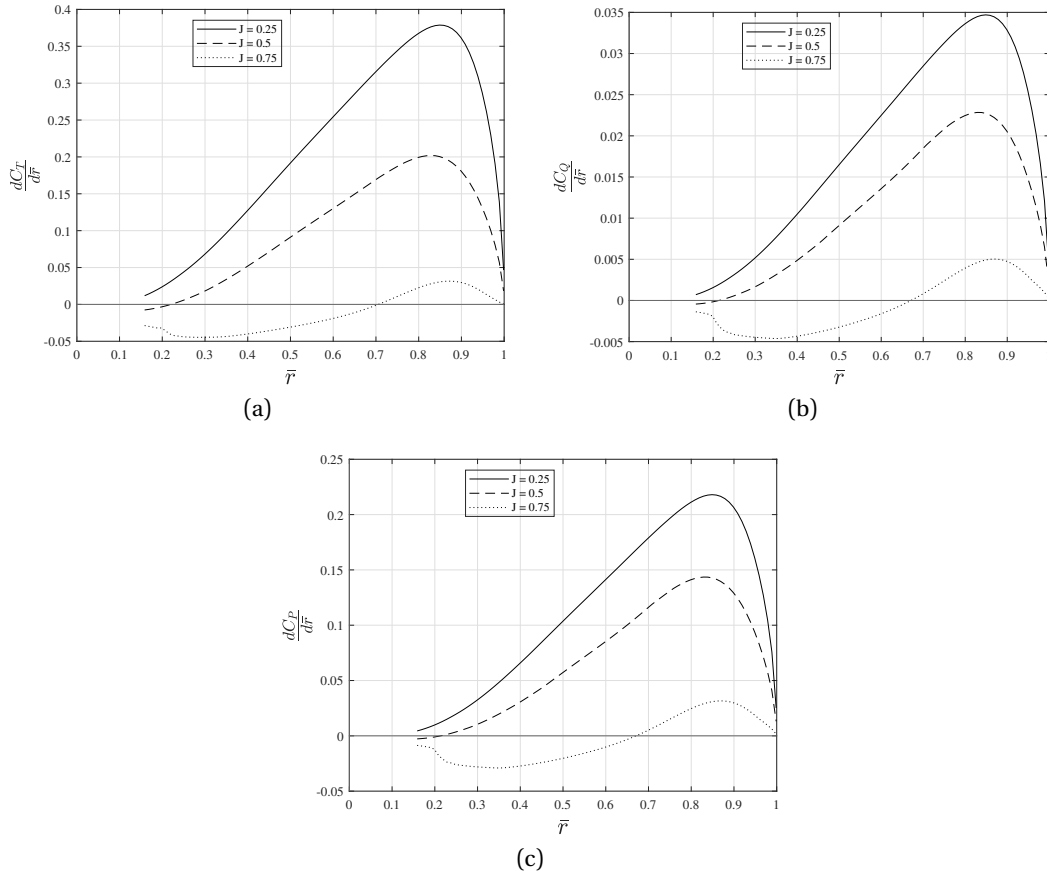 0.4
0.35
0.3
0.25
0.2
0.15
0.1
0.05
0
-0.05
dC_T
dr̄
J = 0.25
J = 0.5
J = 0.75
0 0.1 0.2 0.3 0.4 0.5 0.6 0.7 0.8 0.9 1
r̄
(a)
0.035
0.03
0.025
0.02
0.015
0.01
0.005
0
-0.005
dC_Q
dr̄
J = 0.25
J = 0.5
J = 0.75
0 0.1 0.2 0.3 0.4 0.5 0.6 0.7 0.8 0.9
r̄
(b)
0.25
0.2
0.15
0.1
0.05
0
-0.05
dC_P
dr̄
J = 0.25
J = 0.5
J = 0.75
0 0.1 0.2 0.3 0.4 0.5 0.6 0.7 0.8 0.9 1
r̄
(c)